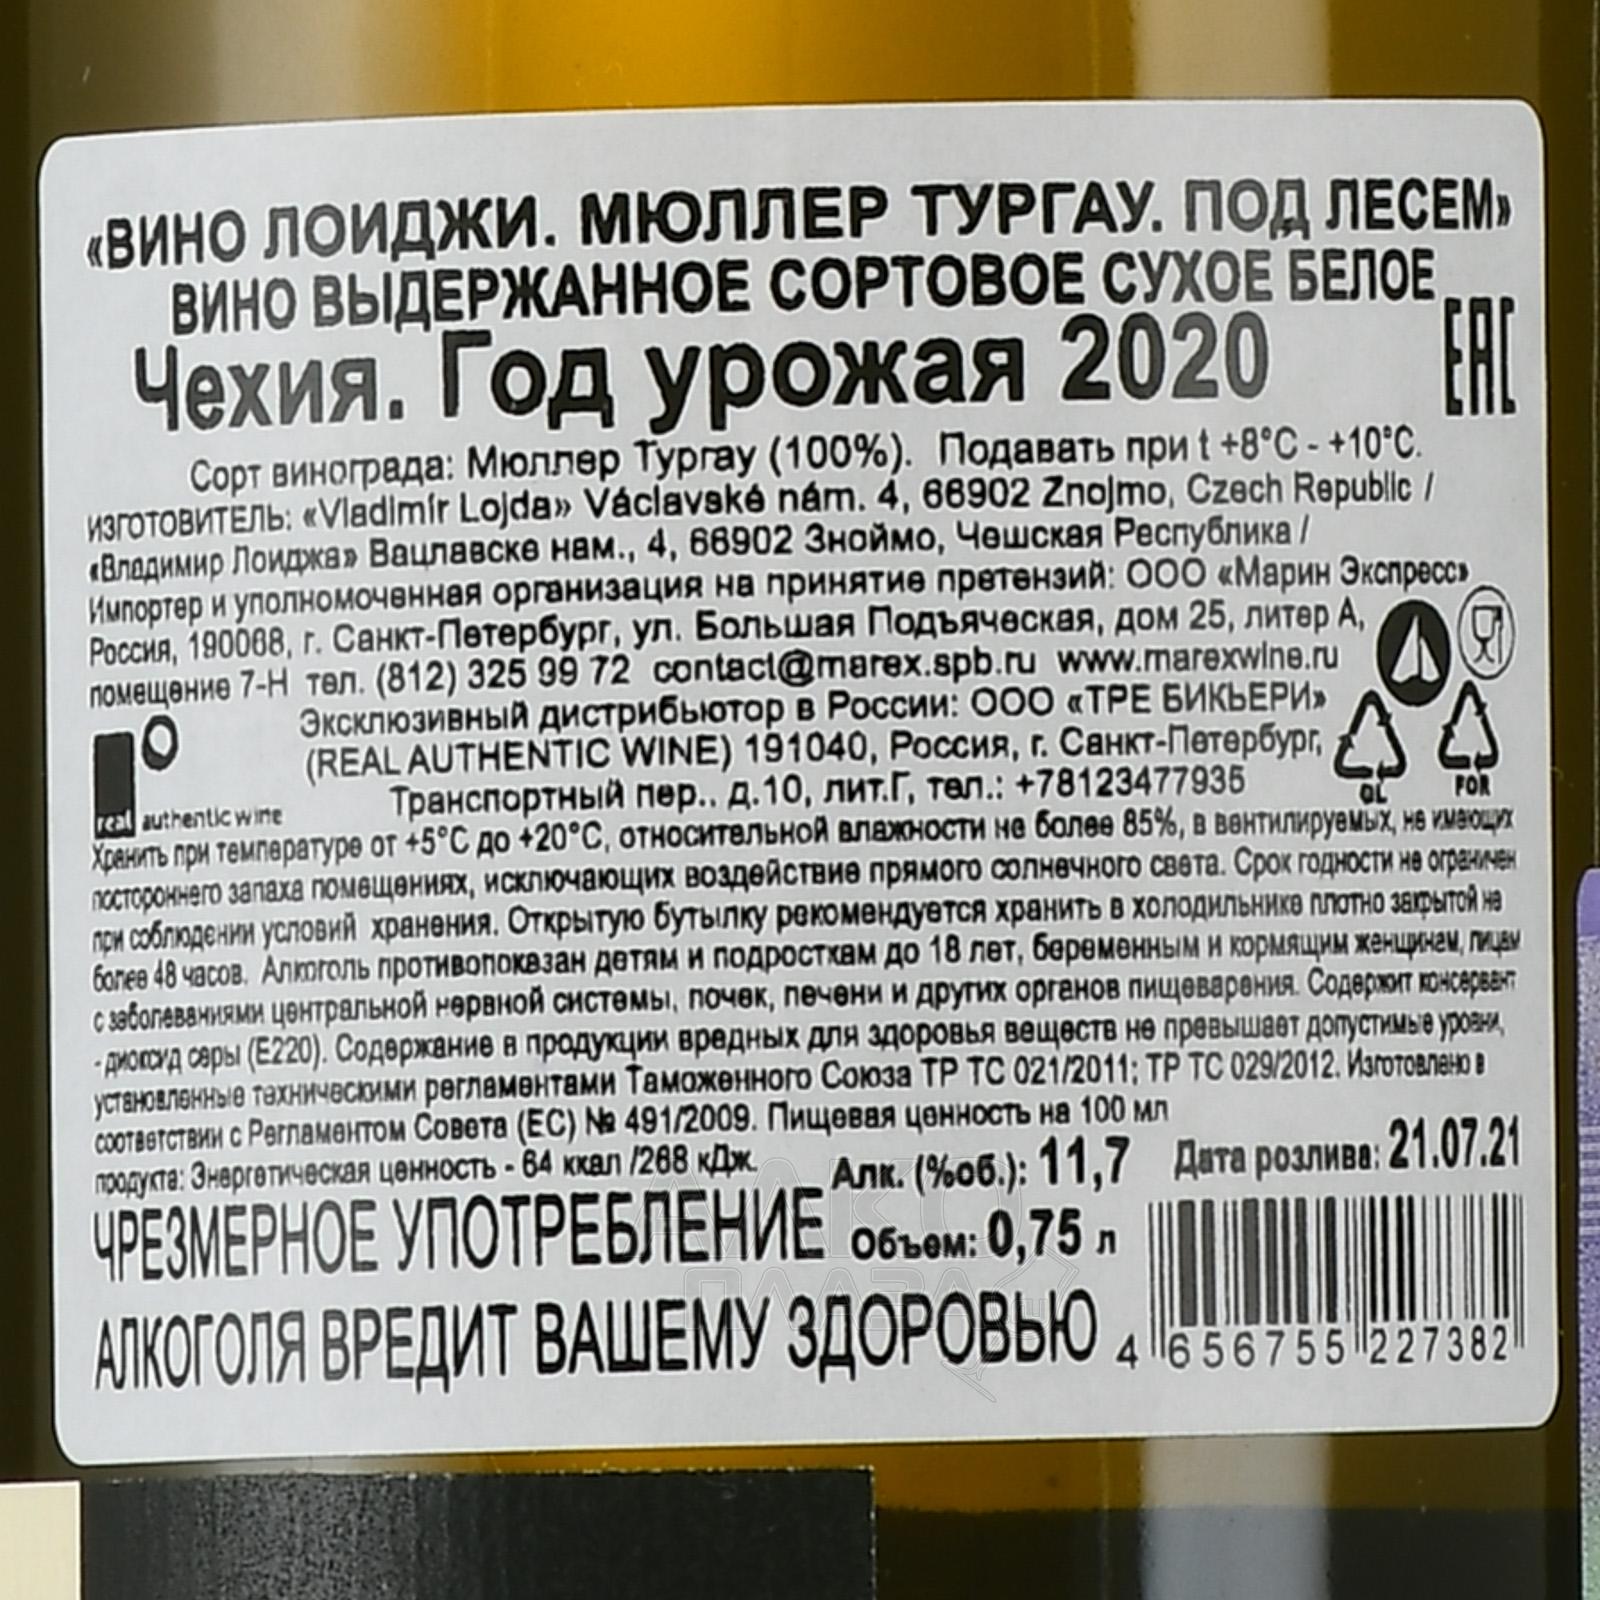 «ВИНО ЛОИДЖИ. МЮЛЛЕР ТУРГАУ. ПОД ЛЕСЕМ»
ВИНО ВЫДЕРЖАННОЕ СОРТОВОЕ СУХОЕ БЕЛОЕ
Чехия. Год урожая 2020
EAC
Сорт винограда: Мюллер Тургау (100%). Подавать при t +8°C - +10°C.
ИЗГОТОВИТЕЛЬ: «Vladimír Lojda» Václavské nám. 4, 66902 Znojmo, Czech Republic /
«Владимир Лоиджа» Вацлавске нам., 4, 66902 Зноймо, Чешская Республика /
Импортер и уполномоченная организация на принятие претензий: ООО «Марин Экспресс»
Россия, 190068, г. Санкт-Петербург, ул. Большая Подъяческая, дом 25, литер А,
помещение 7-Н тел. (812) 325 99 72 contact@marex.spb.ru www.marexwine.ru
Эксклюзивный дистрибьютор в России: ООО «ТРЕ БИКЬЕРИ»
(REAL AUTHENTIC WINE) 191040, Россия, г. Санкт-Петербург,
Транспортный пер., д.10, лит.Г, тел.: +78123477935
GL FOR
real authentic wine
Хранить при температуре от +5°C до +20°C, относительной влажности не более 85%, в вентилируемых, не имеющих
постороннего запаха помещениях, исключающих воздействие прямого солнечного света. Срок годности не ограничен
при соблюдении условий хранения. Открытую бутылку рекомендуется хранить в холодильнике плотно закрытой не
более 48 часов. Алкоголь противопоказан детям и подросткам до 18 лет, беременным и кормящим женщинам, лицам
с заболеваниями центральной нервной системы, почек, печени и других органов пищеварения. Содержит консервант
- диоксид серы (E220). Содержание в продукции вредных для здоровья веществ не превышает допустимые уровни,
установленные техническими регламентами Таможенного Союза ТР ТС 021/2011; ТР ТС 029/2012. Изготовлено в
соответствии с Регламентом Совета (ЕС) № 491/2009. Пищевая ценность на 100 мл
продукта: Энергетическая ценность - 64 ккал /268 кДж.
Алк. (%об.): 11,7 Дата розлива: 21.07.21
ЧРЕЗМЕРНОЕ УПОТРЕБЛЕНИЕ Объем: 0,75 л
АЛКОГОЛЯ ВРЕДИТ ВАШЕМУ ЗДОРОВЬЮ
4 656755 227382
АЛКО
ПЛАЗА